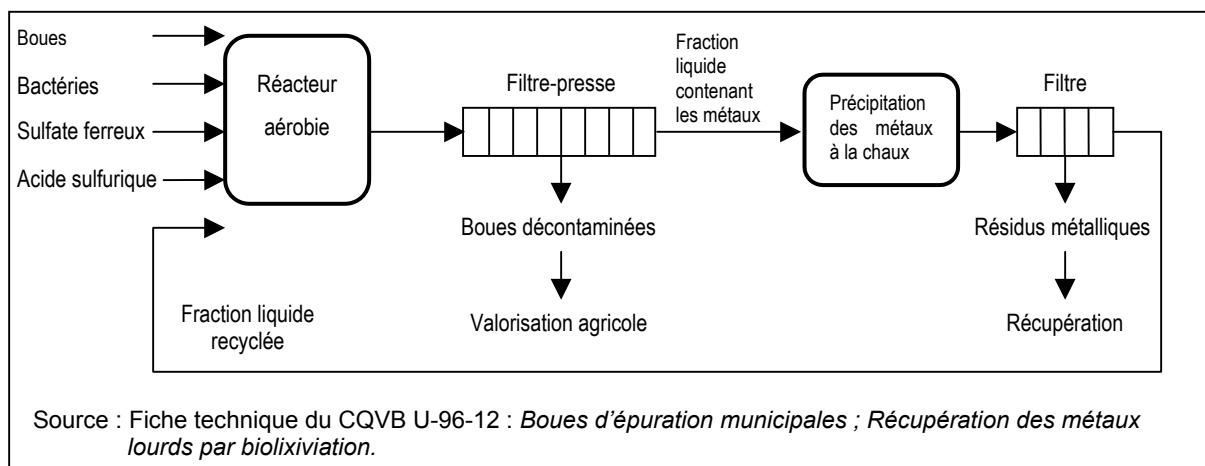 Boues
Bactéries
Sulfate ferreux
Acide sulfurique
Réacteur
aérobie
Filtre-presse
Fraction
liquide
contenant
les métaux
Précipitation
des métaux
à la chaux
Filtre
Boues décontaminées
Valorisation agricole
Résidus métalliques
Récupération
Fraction liquide
recyclée
Source : Fiche technique du CQVB U-96-12 : Boues d'épuration municipales ; Récupération des métaux
lourds par biolixiviation.